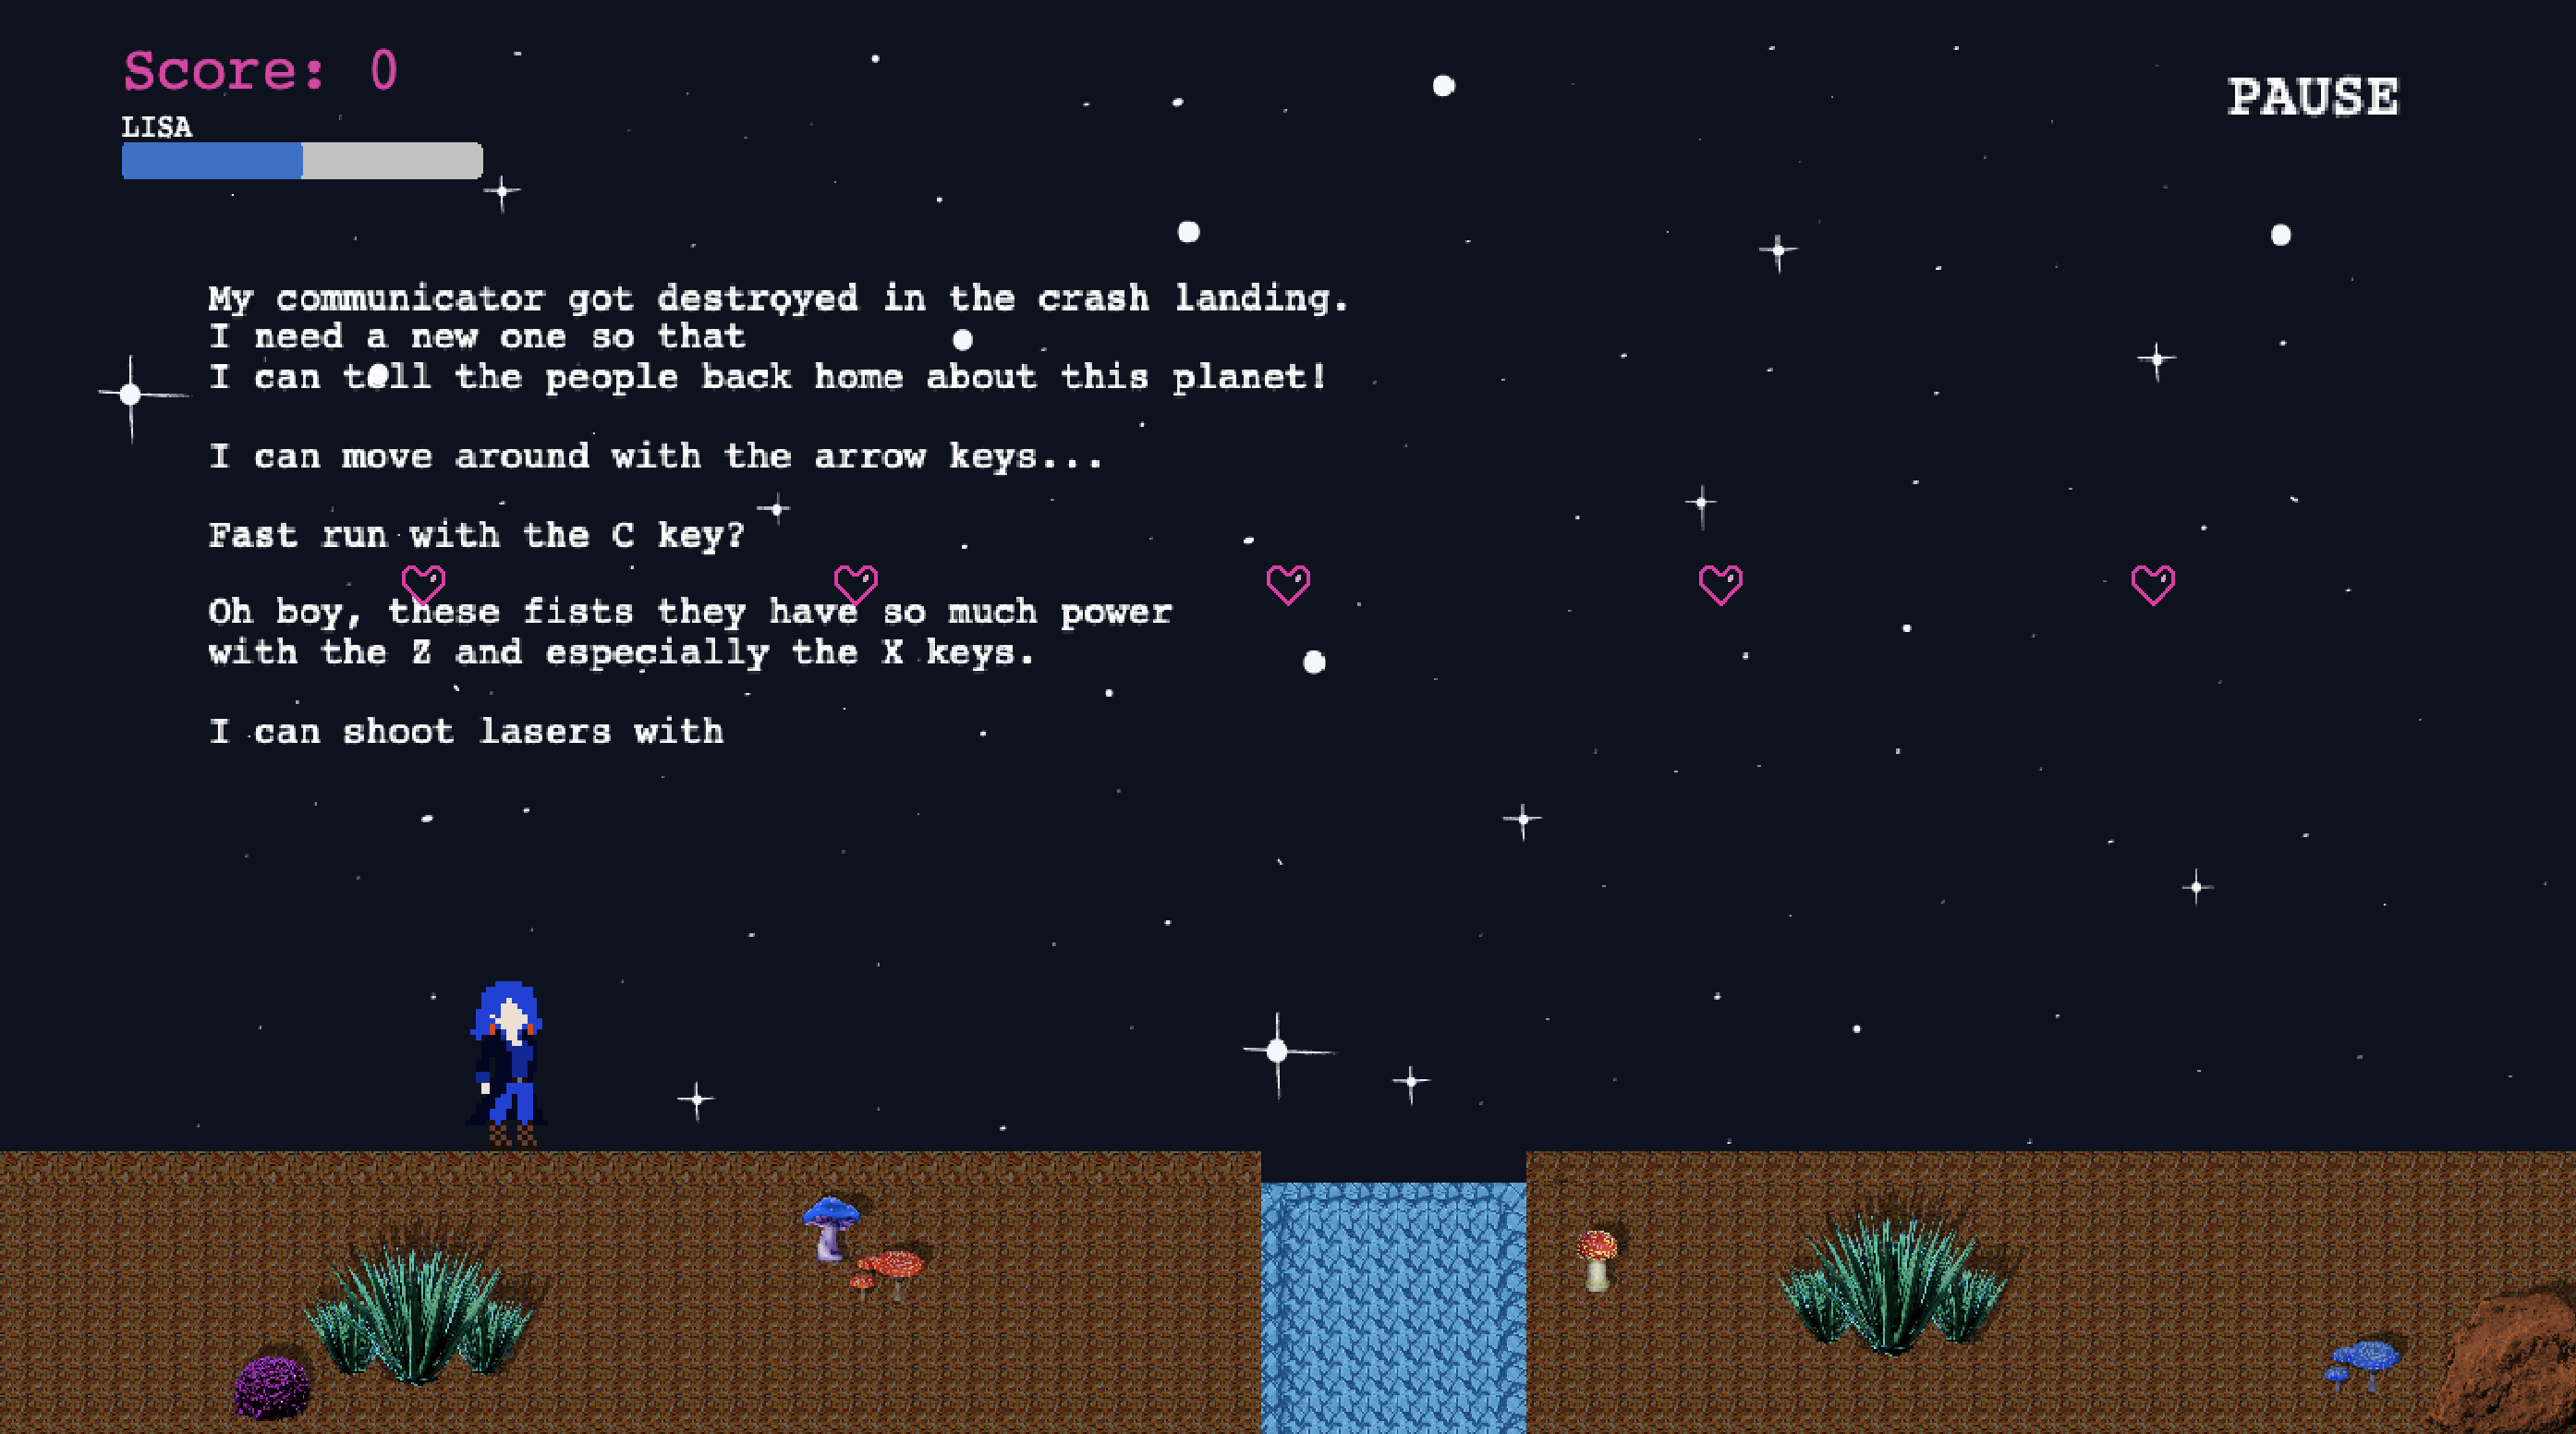 Score: 0
PAUSE
LISA
My communicator got destroyed in the crash landing.
I need a new one so that
I can tell the people back home about this planet!
I can move around with the arrow keys...
Fast run with the C key?
Oh boy, these fists they have so much power
with the Z and especially the X keys.
I can shoot lasers with